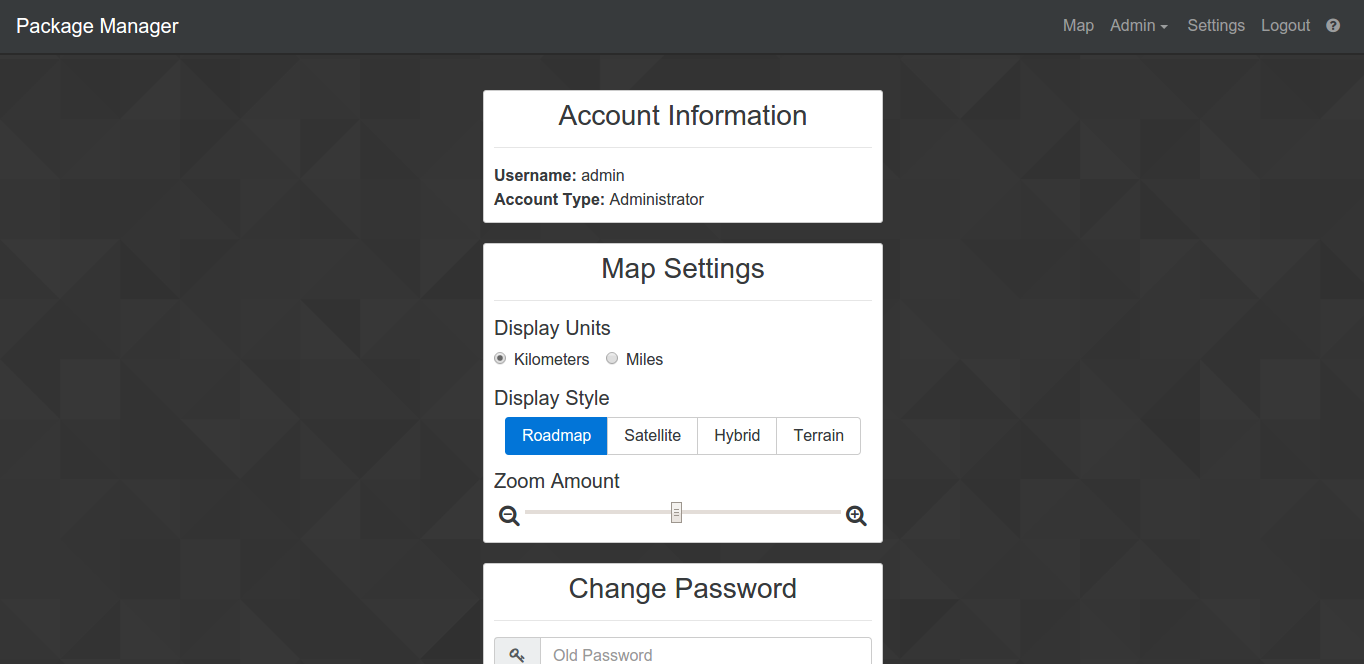 Package Manager
Map Admin Settings Logout
Account Information
Username: admin
Account Type: Administrator
Map Settings
Display Units
Kilometers Miles
Display Style
Roadmap Satellite Hybrid Terrain
Zoom Amount
Change Password
Old Password